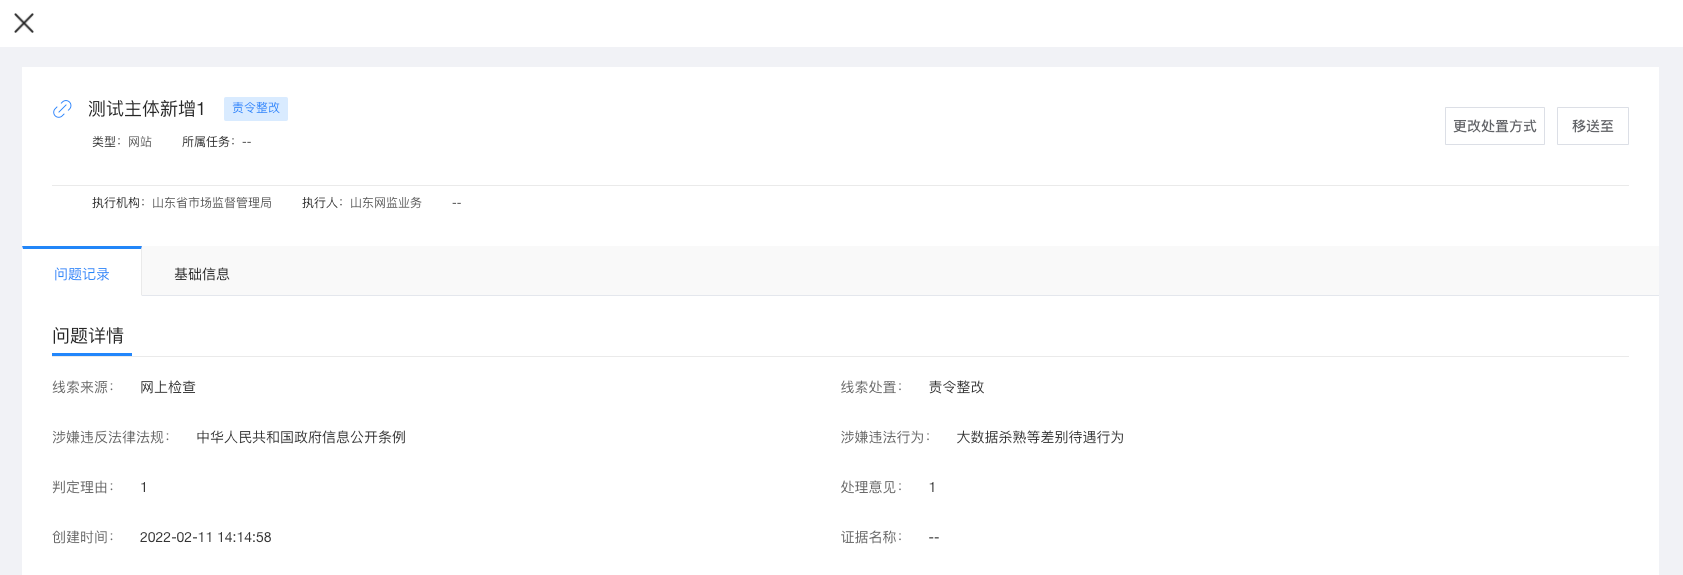 测试主体新增1 责令整改
更改处置方式 移送至
类型：网站 所属任务：--
执行机构：山东省市场监督管理局 执行人：山东网监业务 --
问题记录 基础信息
问题详情
线索来源： 网上检查 线索处置： 责令整改
涉嫌违反法律法规： 中华人民共和国政府信息公开条例 涉嫌违法行为： 大数据杀熟等差别待遇行为
判定理由： 1 处理意见： 1
创建时间： 2022-02-11 14:14:58 证据名称： --